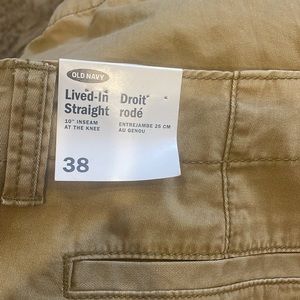 OLD NAVY
Lived-In Droit
Straight rodé
10" INSEAM ENTREJAMBE 25 CM
AT THE KNEE AU GENOU
38